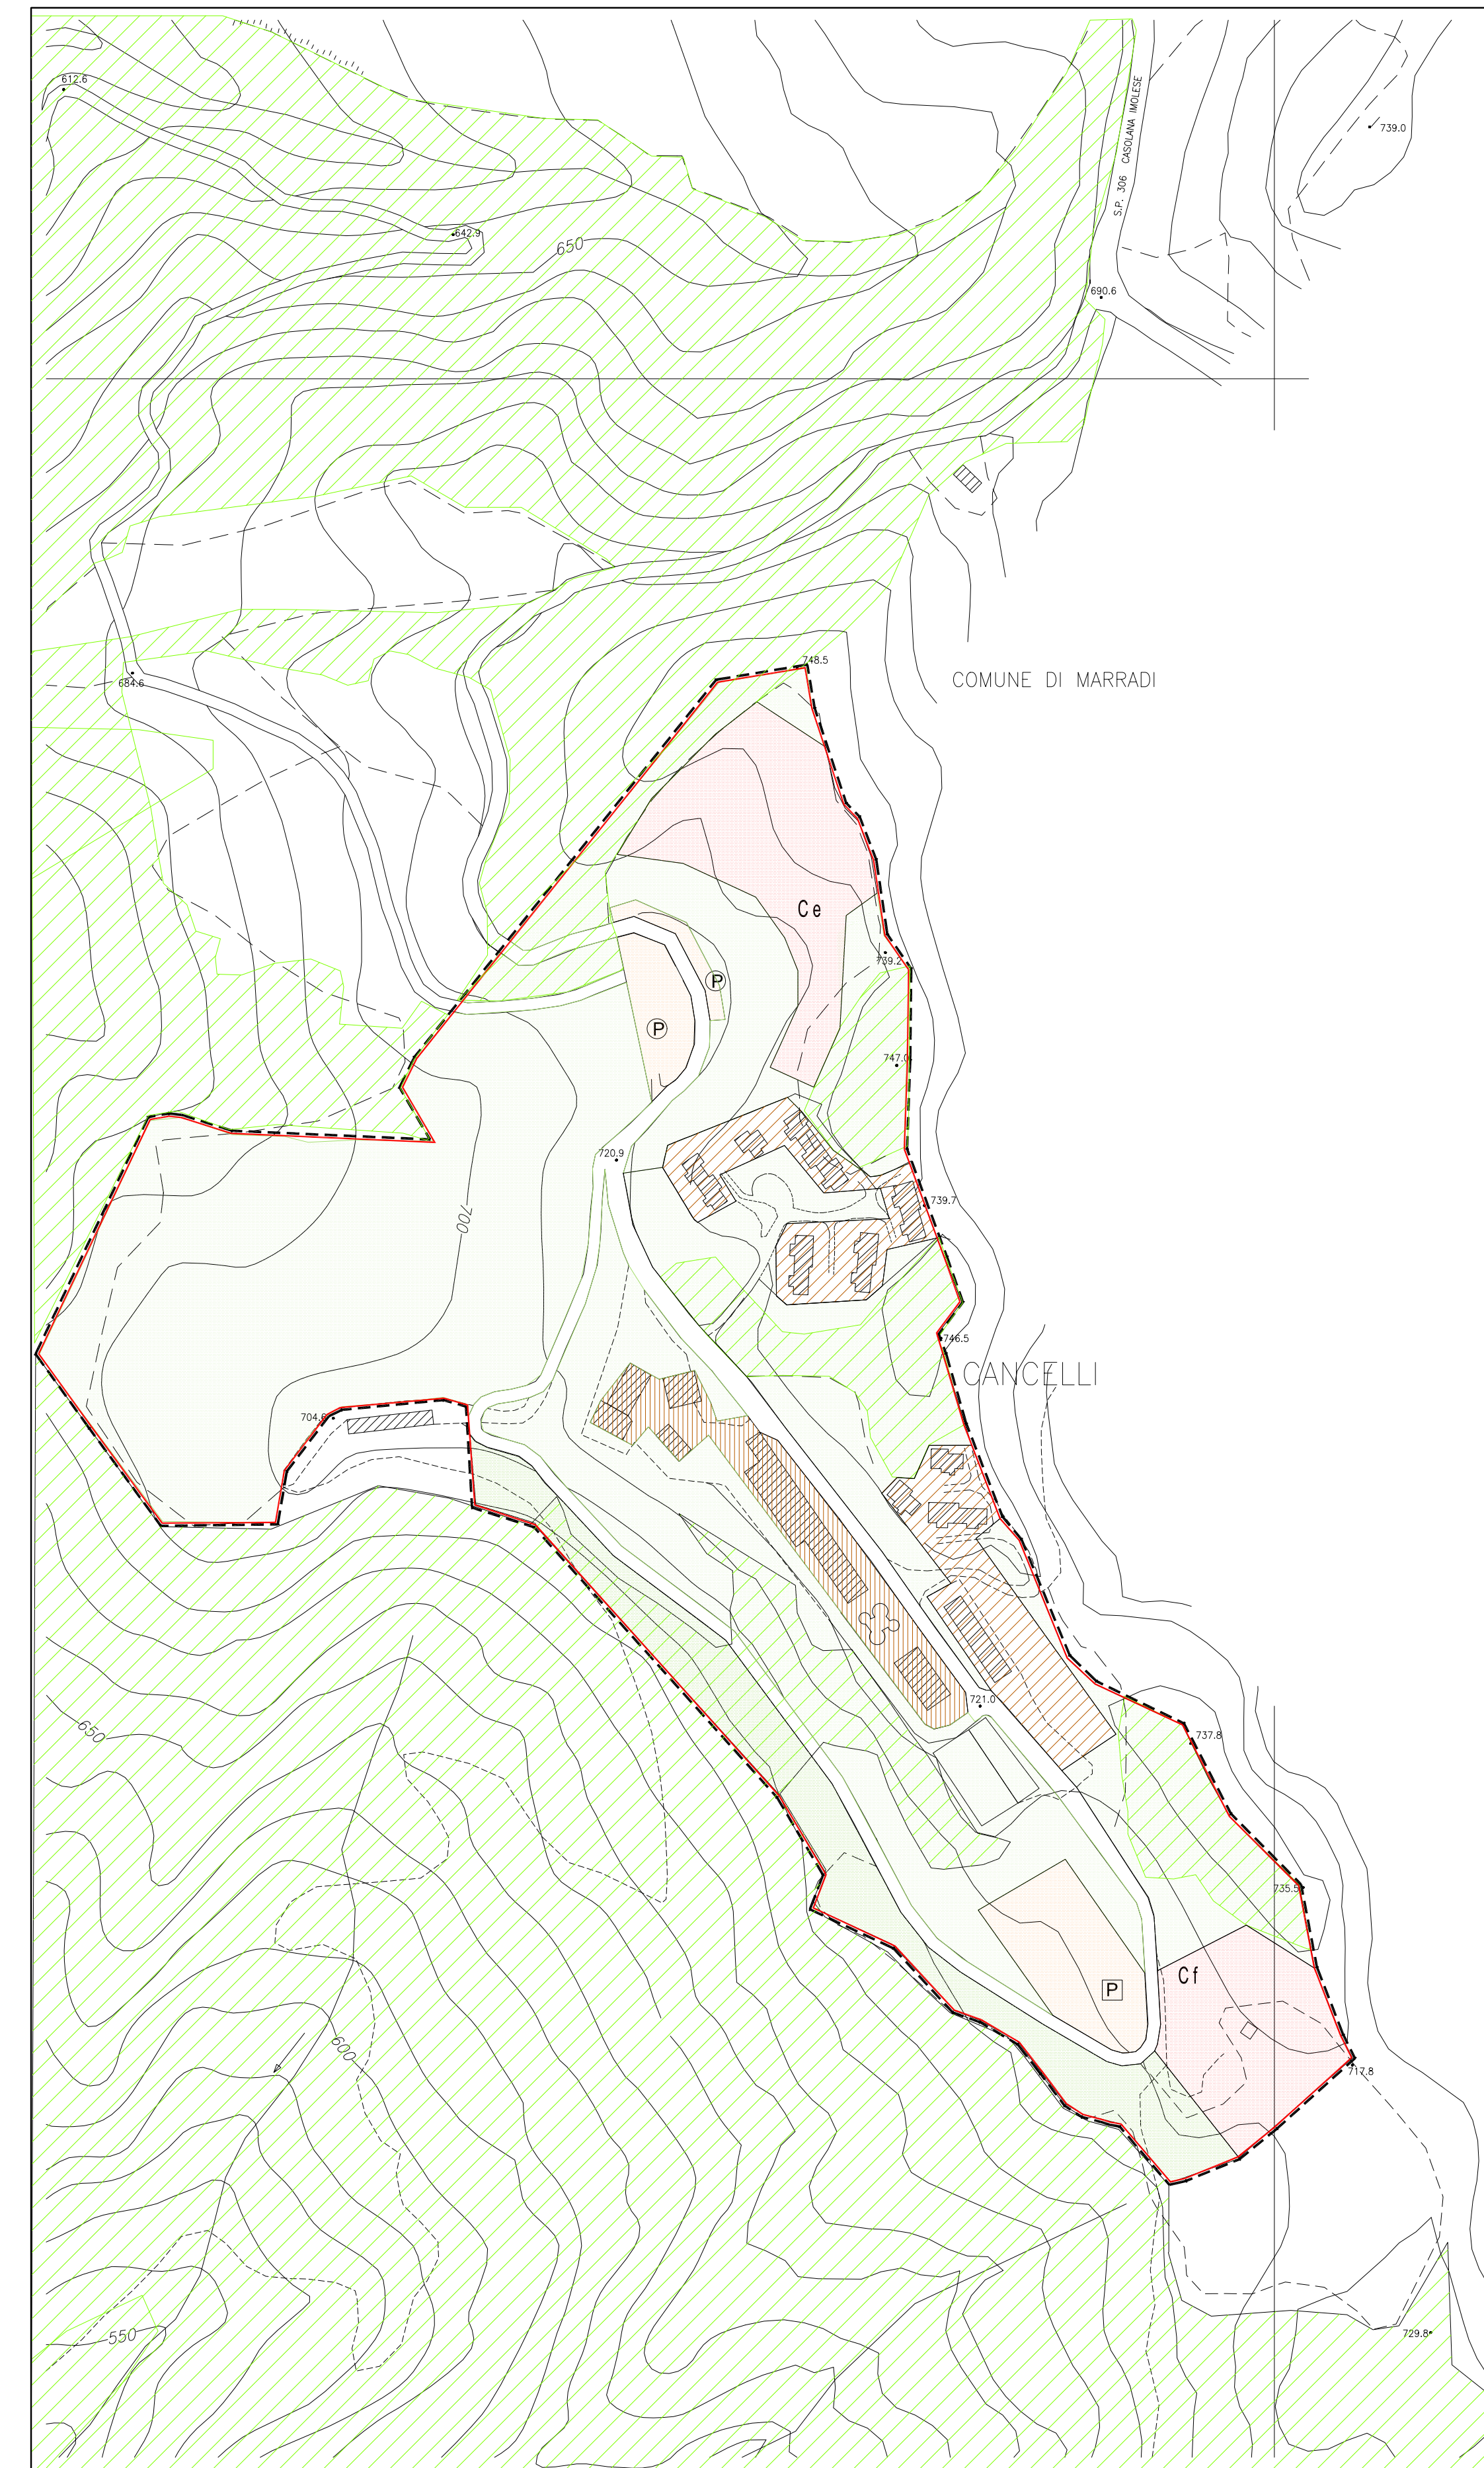 612.6
S.P. 306 CASOLANA IMOLESE
739.0
642.9
650
690.6
COMUNE DI MARRADI
748.5
684.6
Ce
739.2
P
P
747.0
720.9
739.7
700
746.5
CANCELLI
704.6
721.0
650
737.8
735.5
Cf
P
600
717.8
550
729.8